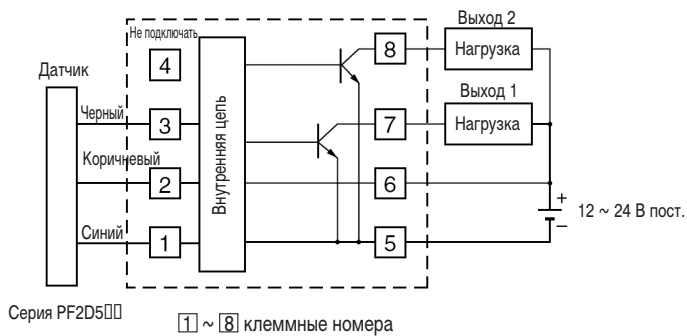 Выход 2
Не подключать
8
Нагрузка
4
Датчик
Выход 1
Черный
3
7
Нагрузка
Внутренняя цепь
Коричневый
2
6
+
12 ~ 24 В пост.
–
Синий
1
5
Серия PF2D5▯▯
1 ~ 8 клеммные номера